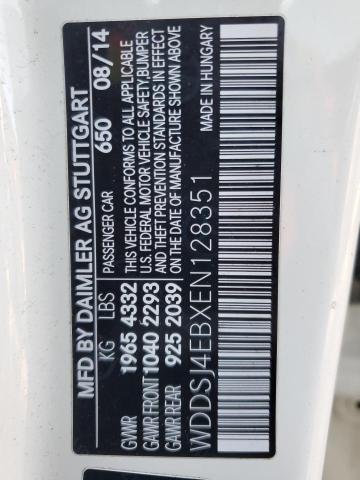 MFD BY DAIMLER AG STUTTGART
KG LBS PASSENGER CAR 650 08/14
GVWR 1965 4332 THIS VEHICLE CONFORMS TO ALL APPLICABLE
GAWR FRONT 1040 2293 U.S. FEDERAL MOTOR VEHICLE SAFETY, BUMPER
GAWR REAR 925 2039 AND THEFT PREVENTION STANDARDS IN EFFECT
ON THE DATE OF MANUFACTURE SHOWN ABOVE
WDDSJ4EBXEN128351 MADE IN HUNGARY